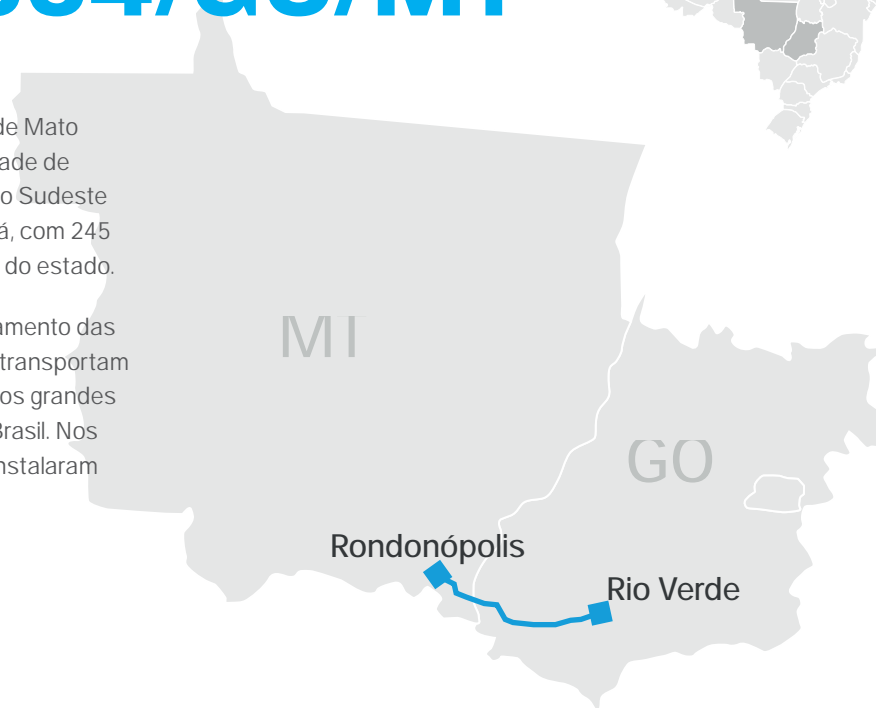 de Mato
ade de
o Sudeste
á, com 245
do estado.
amento das
transportam
os grandes
Brasil. Nos
nstalaram
MT
GO
Rondonópolis
Rio Verde